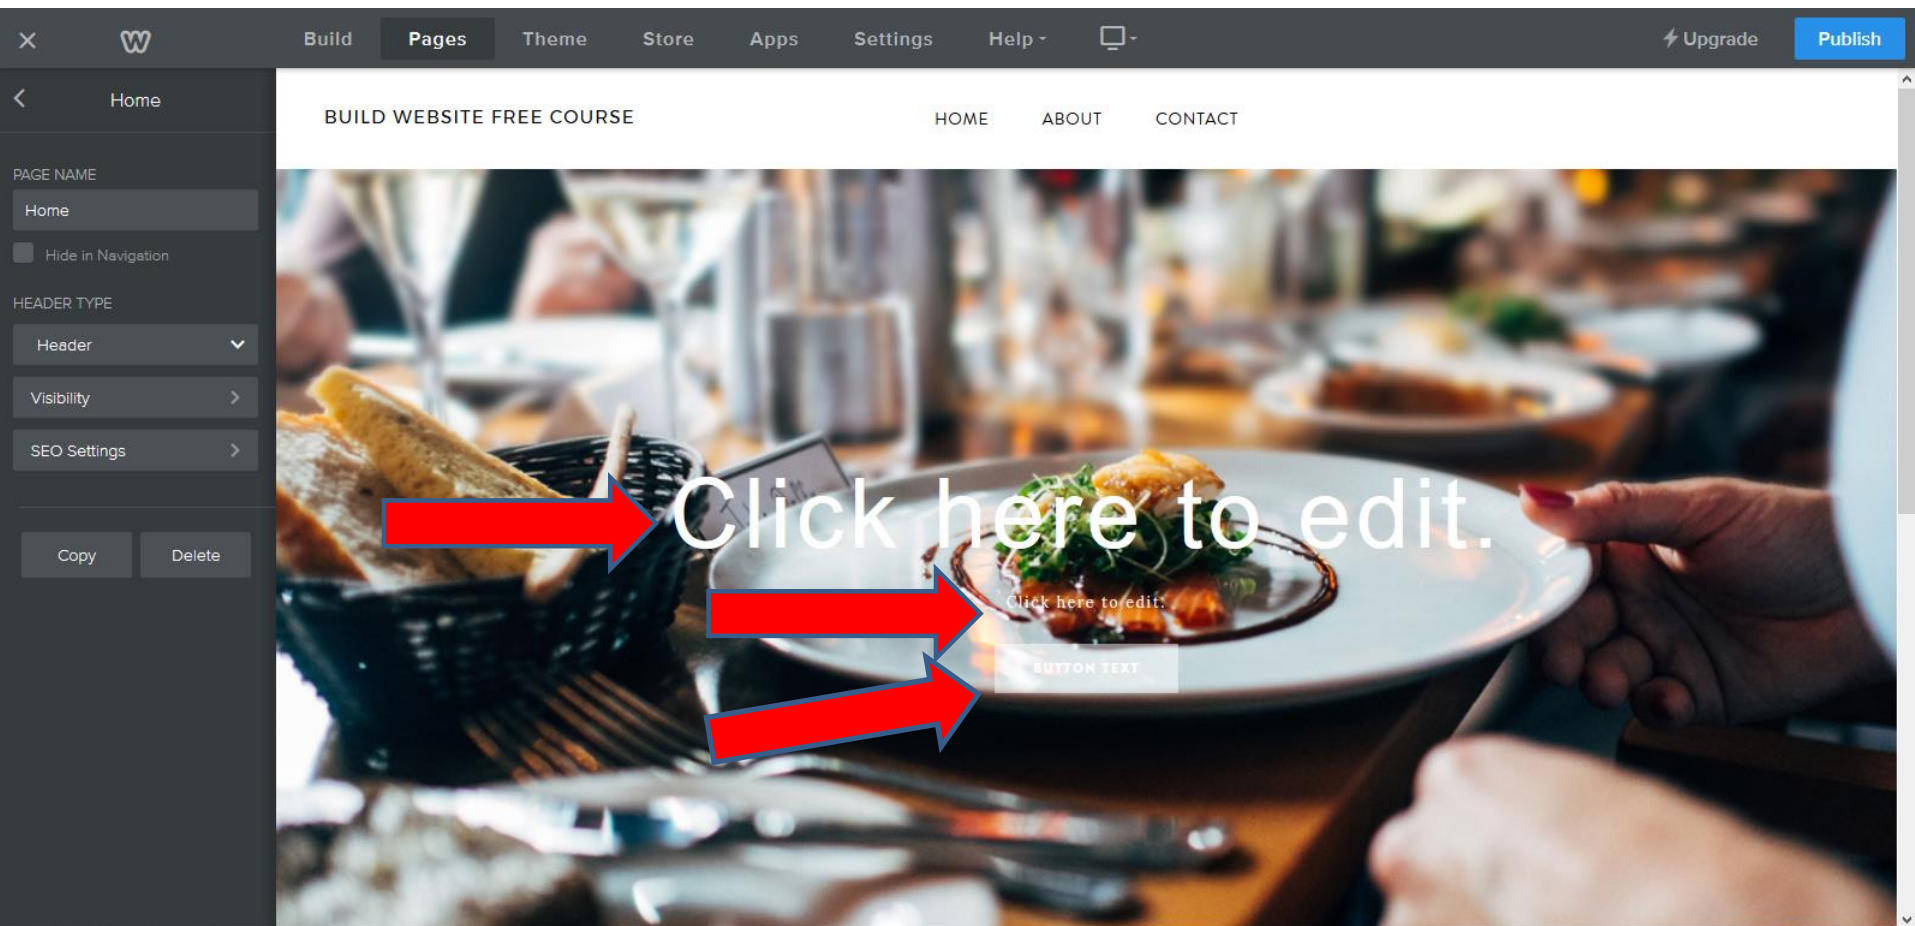 Build Pages Theme Store Apps Settings Help Upgrade Publish
Home
BUILD WEBSITE FREE COURSE
HOME ABOUT CONTACT
PAGE NAME
Home
Hide in Navigation
HEADER TYPE
Header
Visibility
SEO Settings
Copy Delete
Click here to edit.
Click here to edit.
BUTTON TEXT